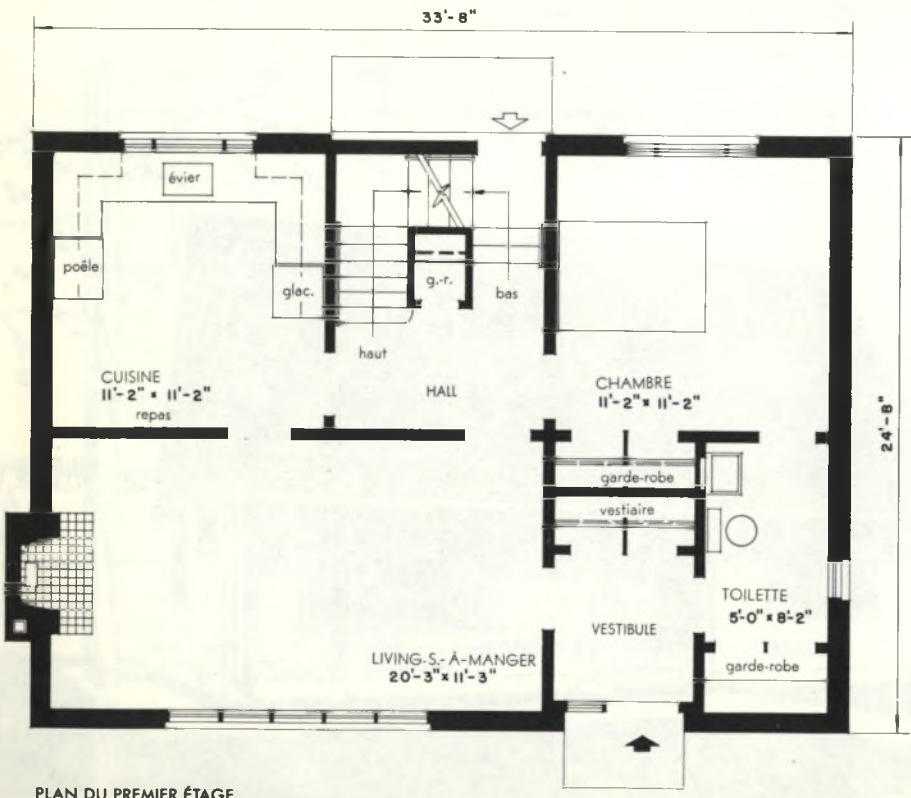 33'-8"
évier
poêle
glac.
g.-r.
bas
haut
CUISINE
11'-2" x 11'-2"
repas
HALL
CHAMBRE
11'-2" x 11'-2"
24'-8"
garde-robe
vestiaire
TOILETTE
5'-0" x 8'-2"
VESTIBULE
LIVING-S.-À-MANGER
20'-3" x 11'-3"
garde-robe
PLAN DU PREMIER ÉTAGE